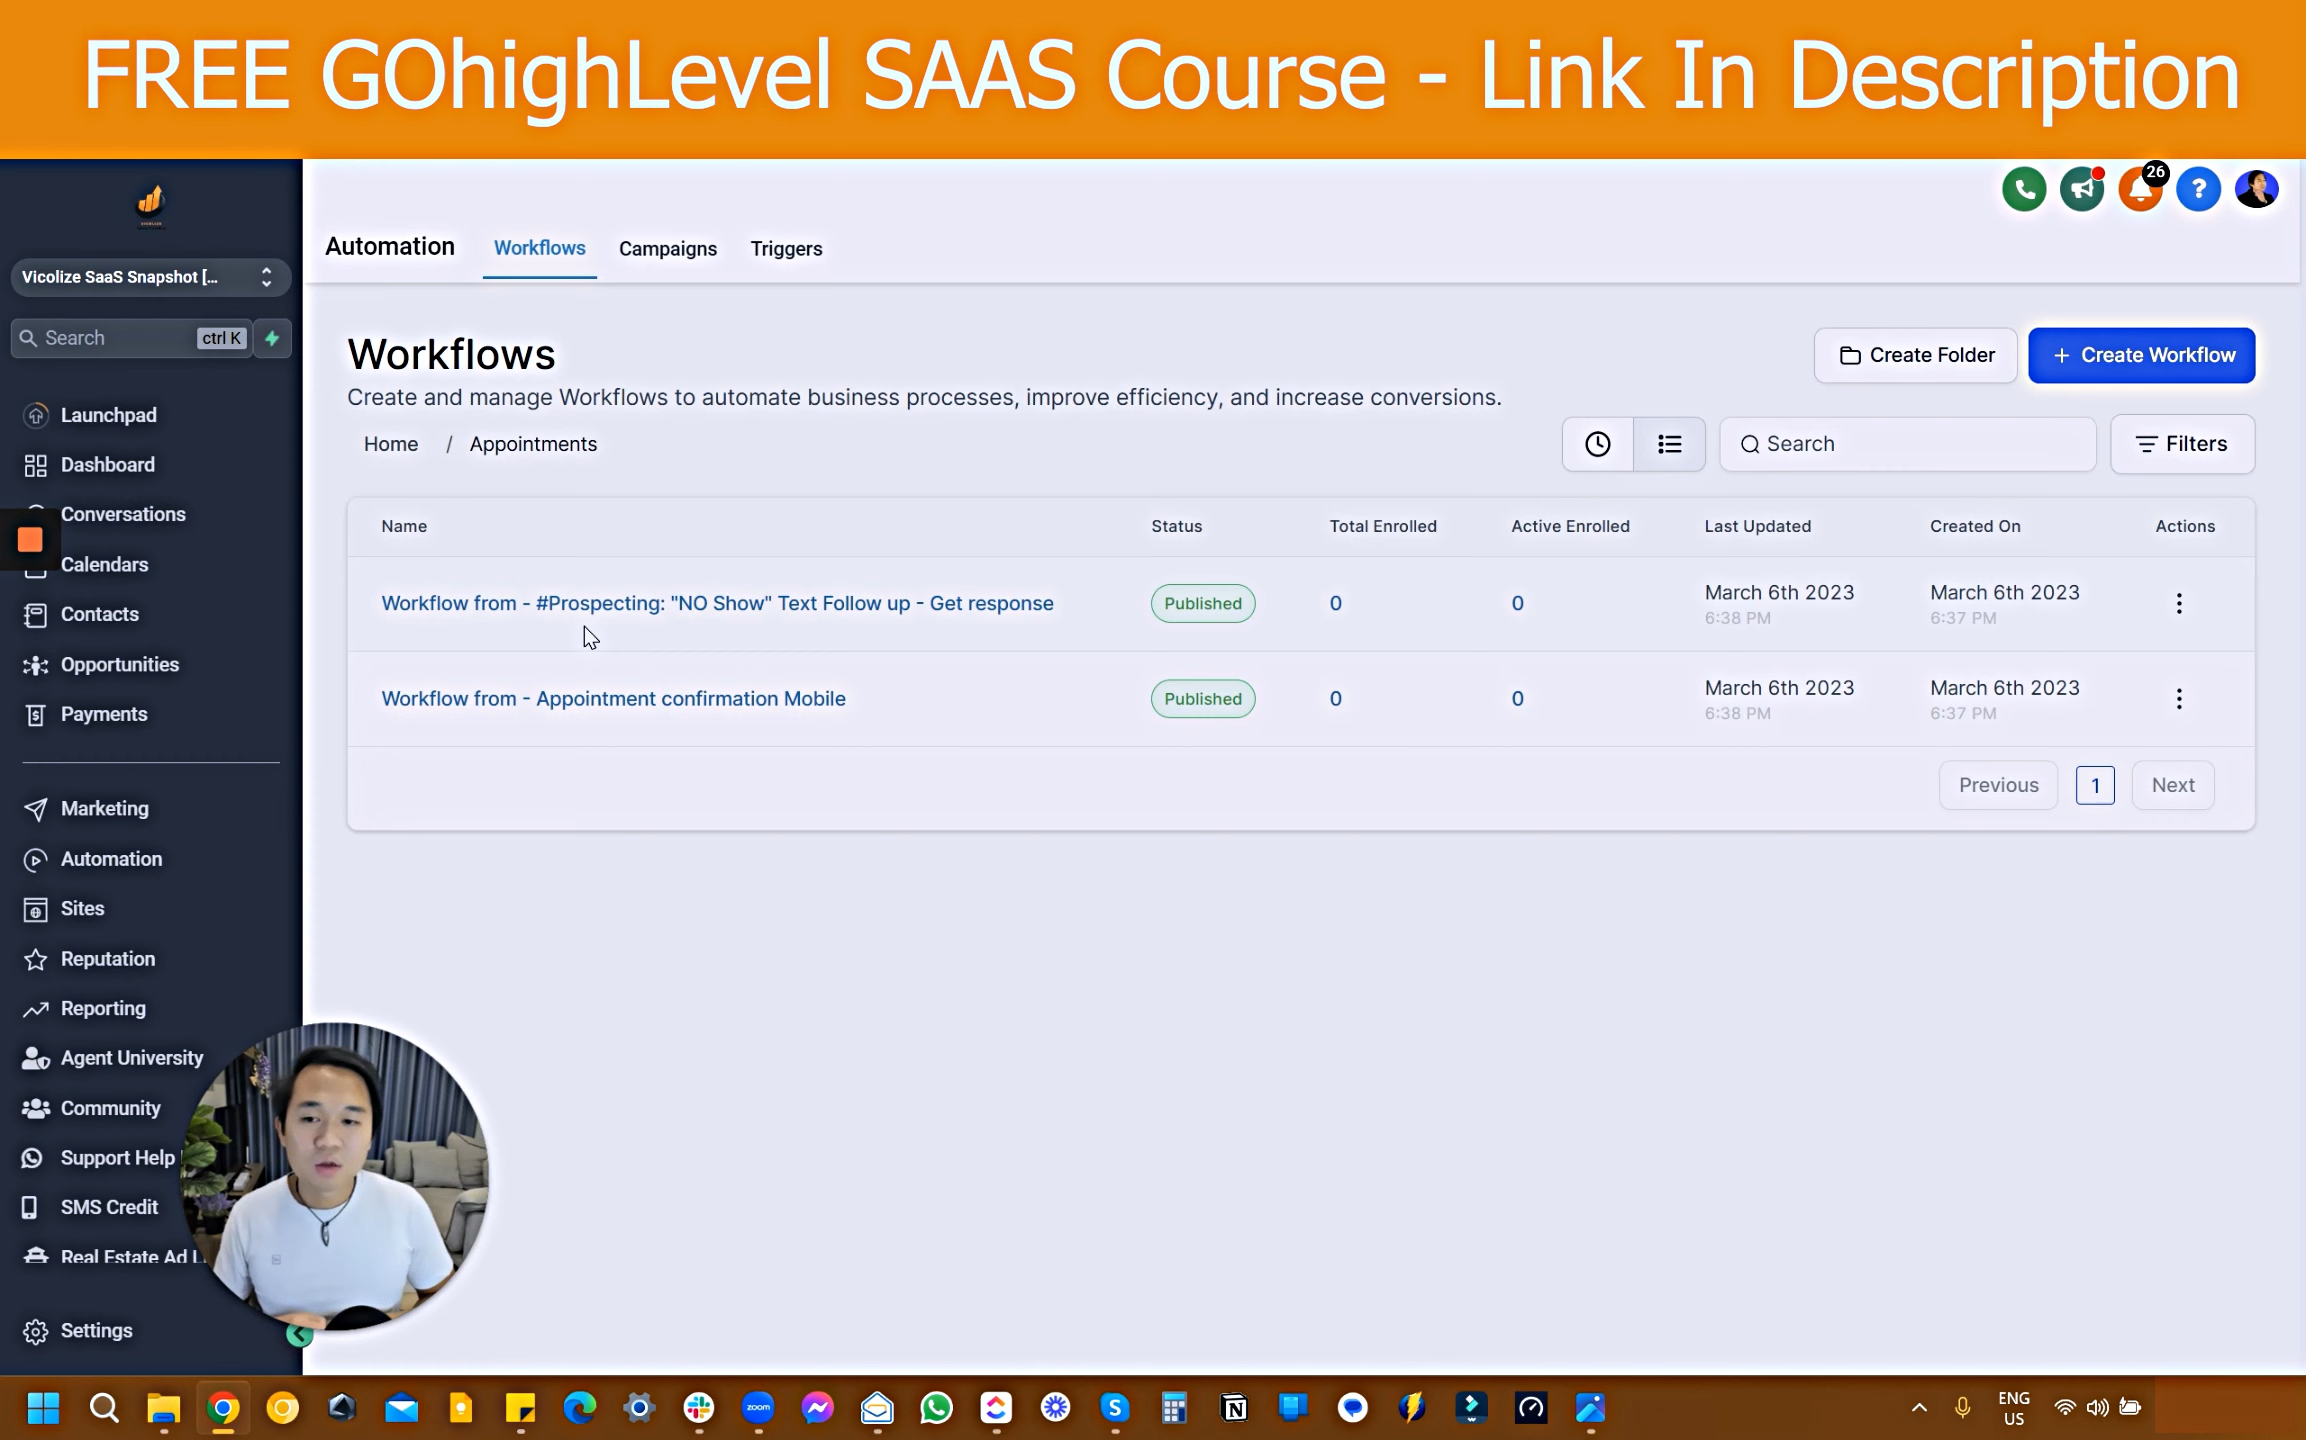 FREE GOhighLevel SAAS Course - Link In Description
26
Automation
Workflows
Campaigns
Triggers
Vicolize SaaS Snapshot [...
Search
ctrl K
Launchpad
Dashboard
Conversations
Calendars
Contacts
Opportunities
Payments
Marketing
Automation
Sites
Reputation
Reporting
Agent University
Community
Support Help
SMS Credit
Real Estate Ad L
Settings
Workflows
Create and manage Workflows to automate business processes, improve efficiency, and increase conversions.
Create Folder
+ Create Workflow
Home / Appointments
Search
Filters
Name Status Total Enrolled Active Enrolled Last Updated Created On Actions
Workflow from - #Prospecting: "NO Show" Text Follow up - Get response Published 0 0 March 6th 2023 March 6th 2023
6:38 PM 6:37 PM
Workflow from - Appointment confirmation Mobile Published 0 0 March 6th 2023 March 6th 2023
6:38 PM 6:37 PM
Previous 1 Next
zoom
ENG
US